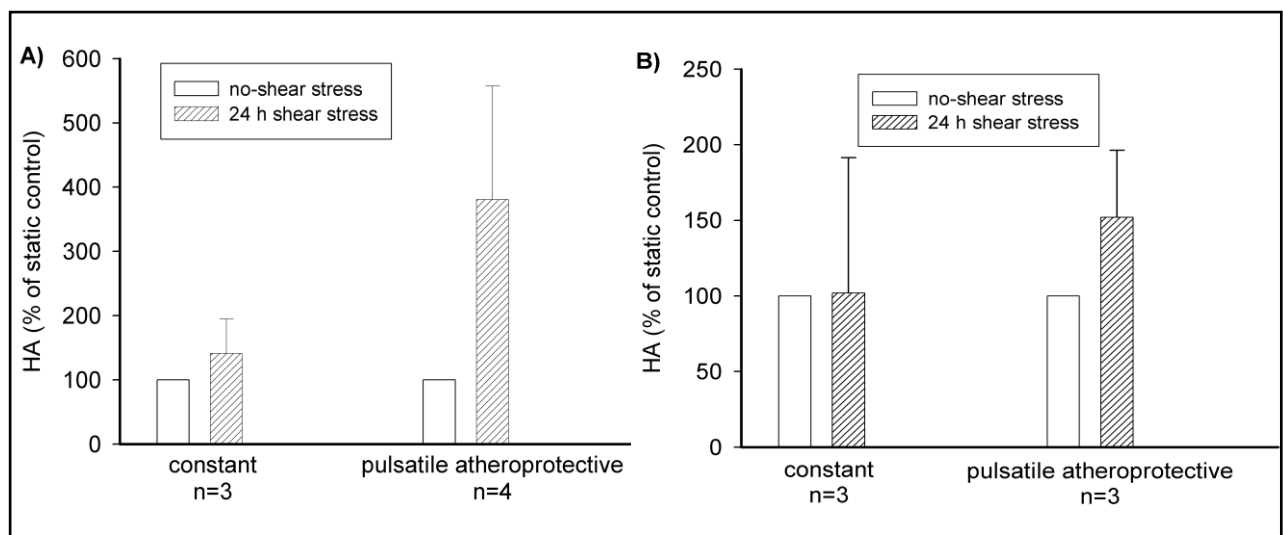 A)
HA (% of static control)
600
500
400
300
200
100
0
no-shear stress
24 h shear stress
constant
n=3
pulsatile atheroprotective
n=4
B)
HA (% of static control)
250
200
150
100
50
0
no-shear stress
24 h shear stress
constant
n=3
pulsatile atheroprotective
n=3